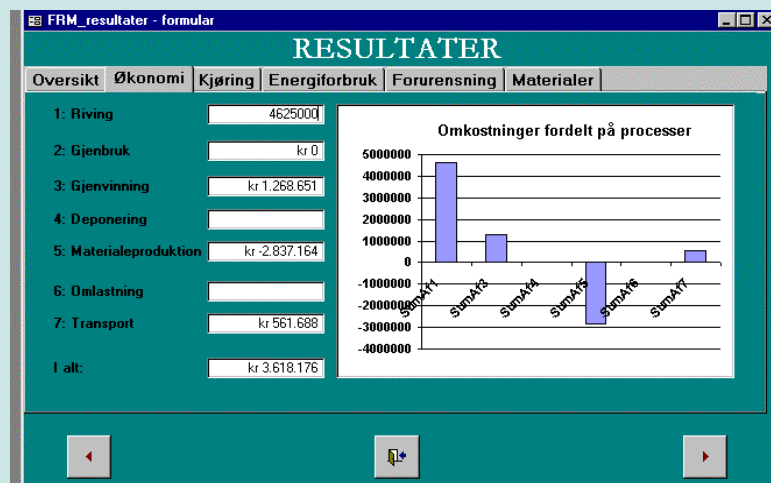 FRM_resultater - formular
RESULTATER
Oversikt Økonomi Kjøring Energiforbruk Forurensning Materialer
1: Riving 4625000
2: Gjenbruk kr 0
3: Gjenvinning kr 1.268.651
4: Deponering
5: Materialeproduktion kr -2.837.164
6: Omlastning
7: Transport kr 561.688
I alt: kr 3.618.176
Omkostninger fordelt på processer
5000000
4000000
3000000
2000000
1000000
0
-1000000
-2000000
-3000000
-4000000
SumAf1 SumAf3 SumAf4 SumAf5 SumAf6 SumAf7